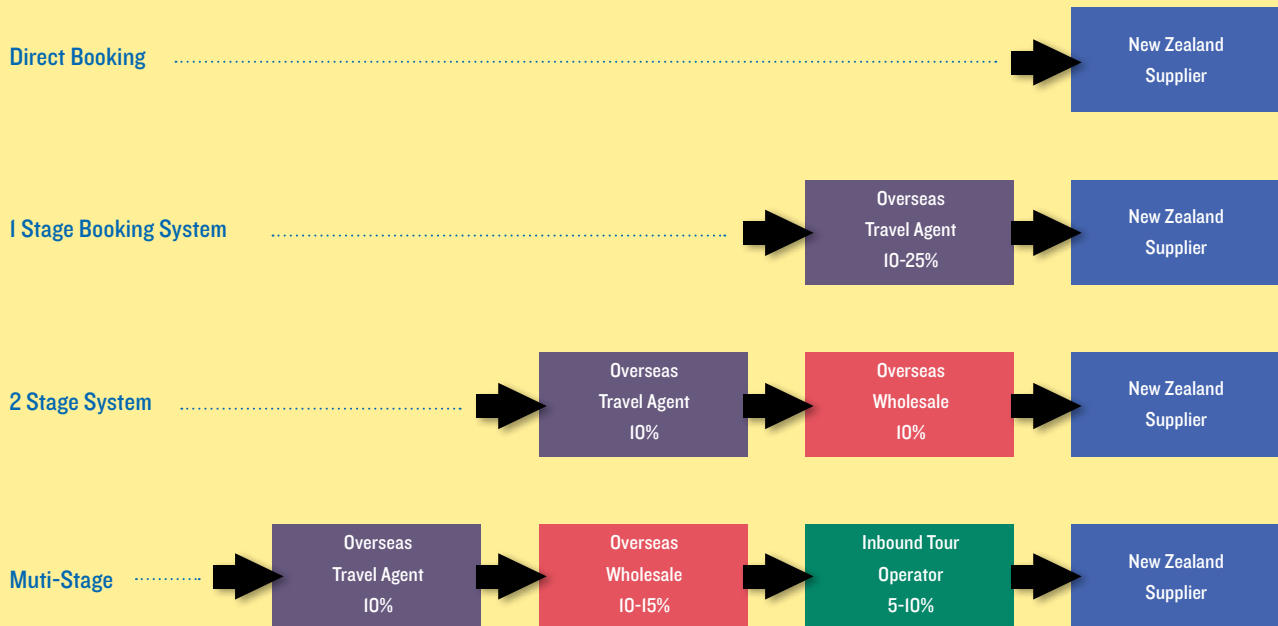 Direct Booking
New Zealand
Supplier
1 Stage Booking System
Overseas
Travel Agent
10-25%
New Zealand
Supplier
2 Stage System
Overseas
Travel Agent
10%
Overseas
Wholesale
10%
New Zealand
Supplier
Muti-Stage
Overseas
Travel Agent
10%
Overseas
Wholesale
10-15%
Inbound Tour
Operator
5-10%
New Zealand
Supplier